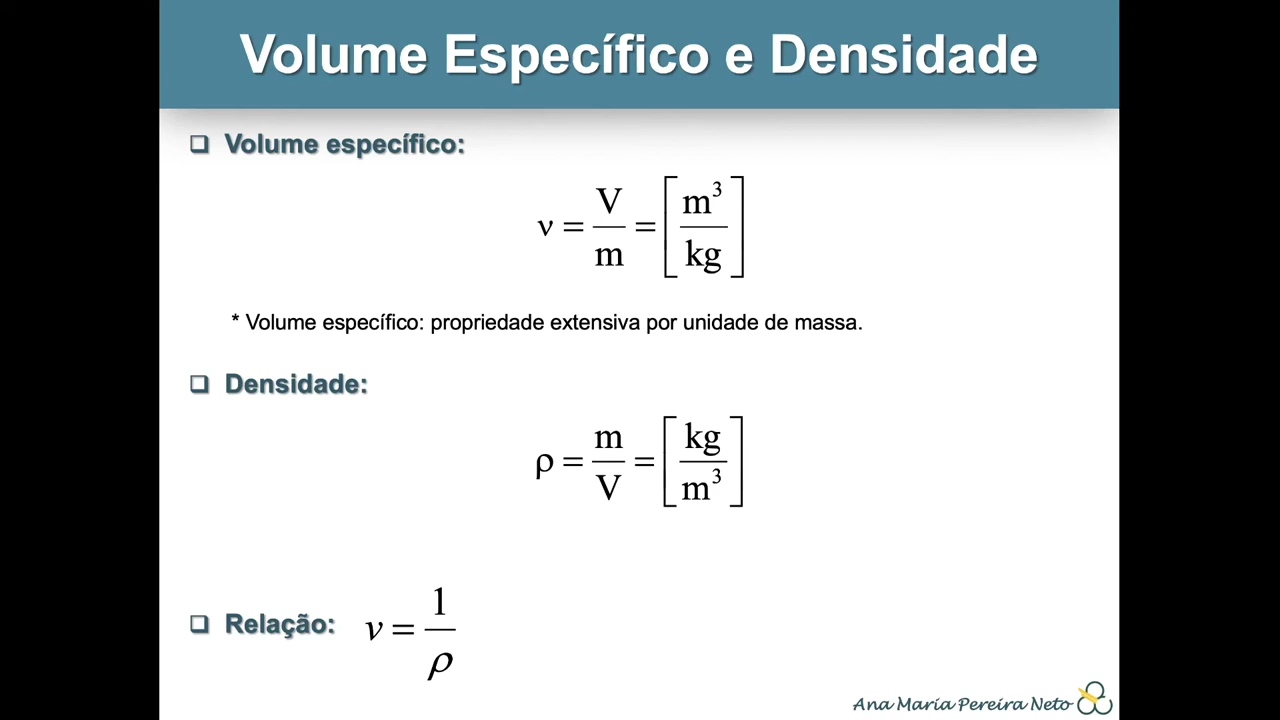 Volume Específico e Densidade
❑ Volume específico:
ν = V/m = [m³/kg]
* Volume específico: propriedade extensiva por unidade de massa.
❑ Densidade:
ρ = m/V = [kg/m³]
❑ Relação: ν = 1/ρ
Ana Maria Pereira Neto